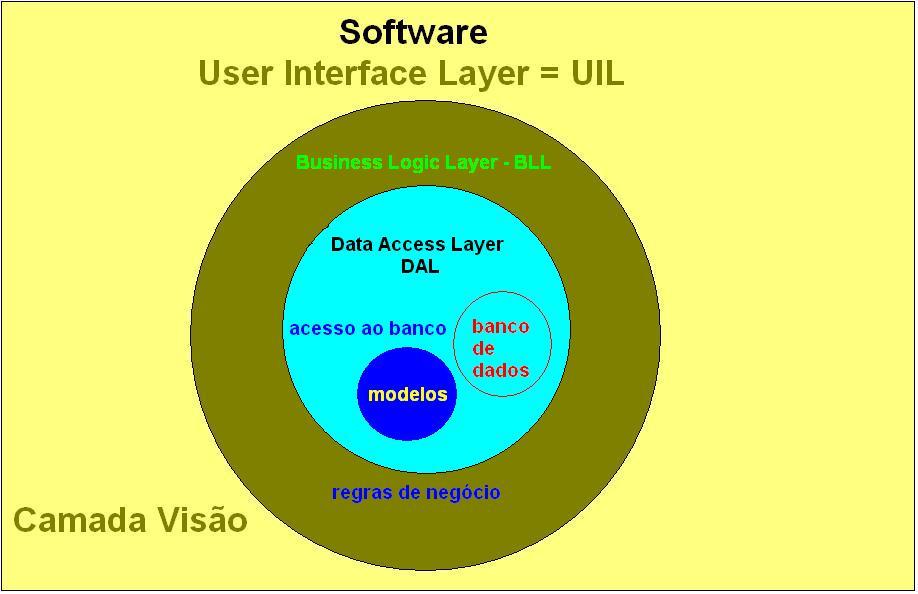 Software
User Interface Layer = UIL
Business Logic Layer - BLL
Data Access Layer
DAL
acesso ao banco
banco
de
dados
modelos
regras de negócio
Camada Visão